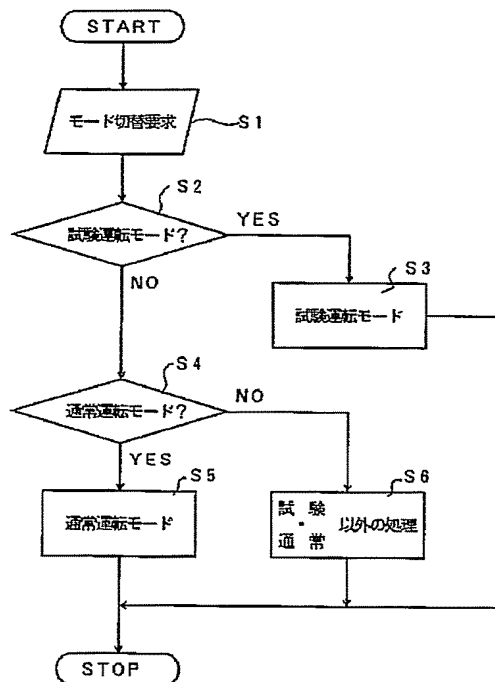 START
モード切替要求
S1
S2
試験運転モード?
YES
NO
S3
試験運転モード
S4
通常運転モード?
NO
YES
S5
通常運転モード
S6
試験
・
通常
以外の処理
STOP